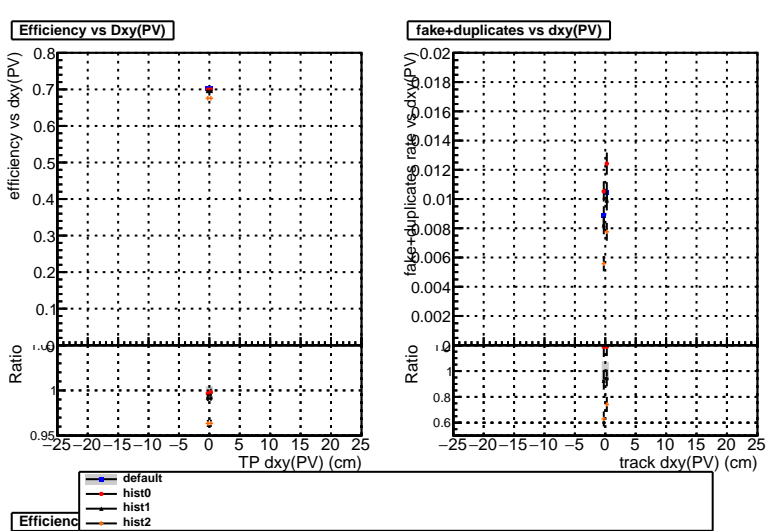 Efficiency vs Dxy(PV)
efficiency vs dxy(PV)
0.8
0.7
0.6
0.5
0.4
0.3
0.2
0.1
Ratio
1
0.95
−25 −20 −15 −10 −5 0 5 10 15 20 25
TP dxy(PV) (cm)
fake+duplicates vs dxy(PV)
fake+duplicates rate vs dxy(PV)
0.02
0.018
0.016
0.014
0.012
0.01
0.008
0.006
0.004
0.002
0
Ratio
1
0.8
0.6
−25 −20 −15 −10 −5 0 5 10 15 20 25
track dxy(PV) (cm)
default
hist0
hist1
hist2
Efficienc